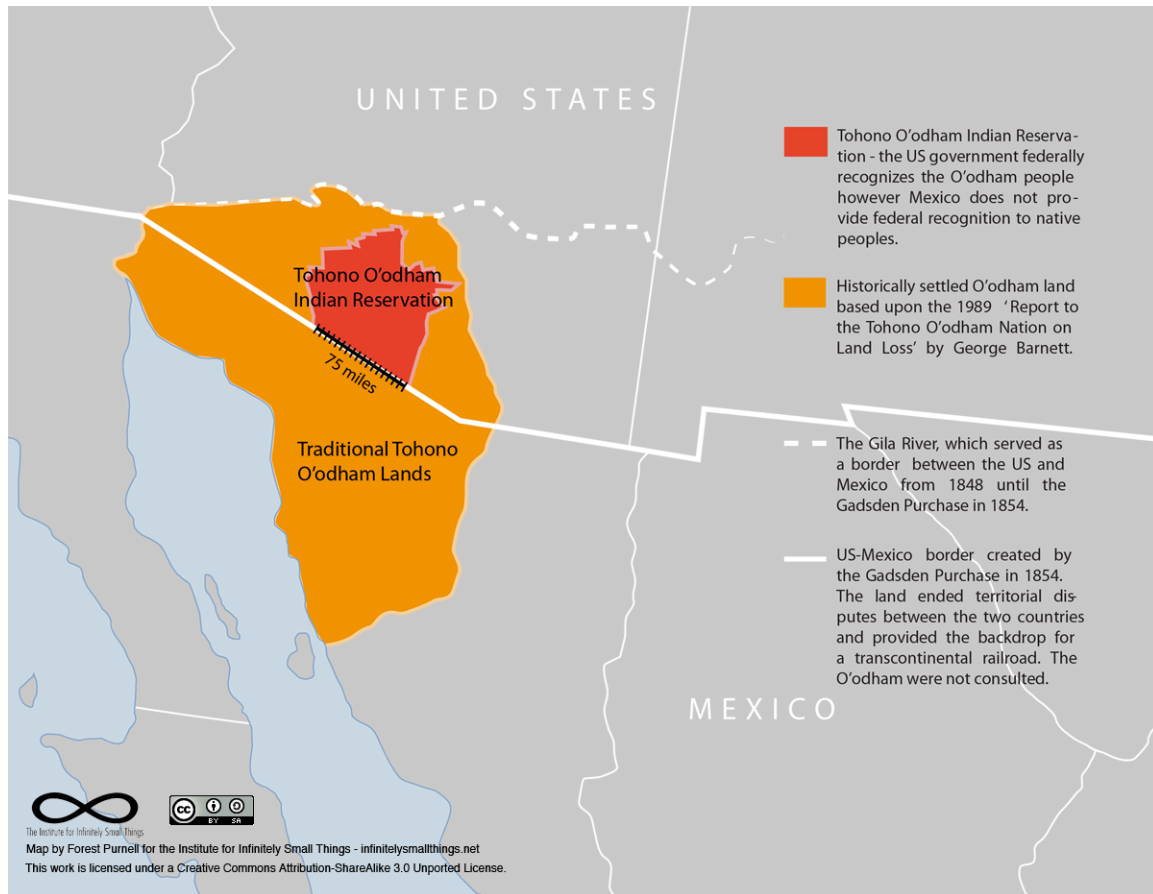 UNITED STATES
Tohono O'odham Indian Reserva-
tion - the US government federally
recognizes the O'odham people
however Mexico does not pro-
vide federal recognition to native
peoples.
Tohono O'odham
Indian Reservation
Historically settled O'odham land
based upon the 1989 'Report to
the Tohono O'odham Nation on
Land Loss' by George Barnett.
75 miles
Traditional Tohono
O'odham Lands
The Gila River, which served as
a border between the US and
Mexico from 1848 until the
Gadsden Purchase in 1854.
US-Mexico border created by
the Gadsden Purchase in 1854.
The land ended territorial dis-
putes between the two countries
and provided the backdrop for
a transcontinental railroad. The
O'odham were not consulted.
MEXICO
The Institute for Infinitely Small Things
cc
BY SA
Map by Forest Purnell for the Institute for Infinitely Small Things - infinitelysmallthings.net
This work is licensed under a Creative Commons Attribution-ShareAlike 3.0 Unported License.